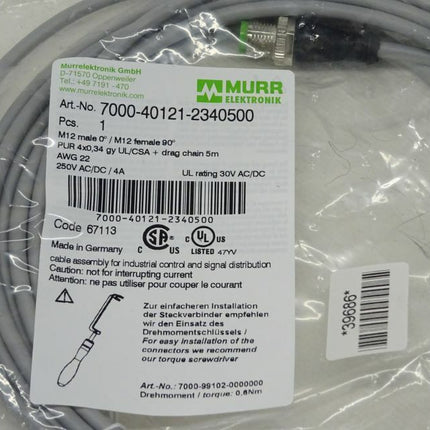 Murrelektronik GmbH
D-71570 Oppenweiler
Tel.: +49 7191 -470
www.murrelektronik.com
MURR
ELEKTRONIK
Art.-No. 7000-40121-2340500
Pcs. 1
M12 male 0° / M12 female 90°
PUR 4x0,34 gy UL/CSA + drag chain 5m
AWG 22
250V AC/DC / 4A UL rating 30V AC/DC
7000-40121-2340500
Code 67113
Made in Germany
SA C US
C UL US
LISTED 47YV
cable assembly for industrial control and signal distribution
Caution: not for interrupting current
Attention: ne pas utiliser pour couper le courant
Zur einfacheren Installation
der Steckverbinder empfehlen
wir den Einsatz des
Drehmomentschlüssels /
For easy installation of the
connectors we recommend
our torque screwdriver
Art.-No.: 7000-99102-0000000
Drehmoment / torque: 0,6Nm
*39686*